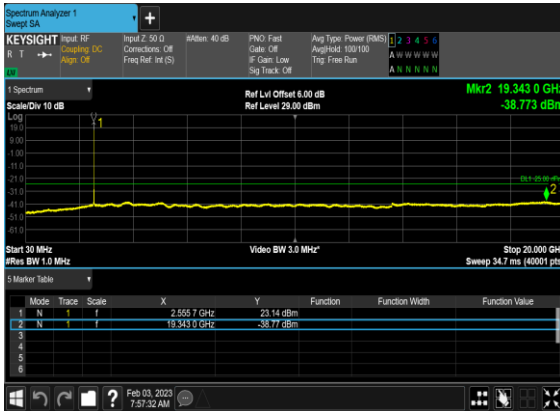 Spectrum Analyzer 1
Swept SA
+
KEYSIGHT Input: RF Input Z: 50 Ω #Atten: 40 dB PNO: Fast Avg Type: Power (RMS) 1 2 3 4 5 6
R T Coupling: DC Corrections: Off Gate: Off Avg|Hold: 100/100 A W W W W W
Align: Off Freq Ref: Int (S) IF Gain: Low Trig: Free Run
Sig Track: Off A N N N N N
1 Spectrum Ref Lvl Offset 6.00 dB Mkr2 19.343 0 GHz
Scale/Div 10 dB Ref Level 29.00 dBm -38.773 dBm
Log
19.0 1
9.00
-1.00
-11.0
-21.0 DL1 -25.00 dBm
-31.0 2
-41.0
-51.0
-61.0
Start 30 MHz Video BW 3.0 MHz* Stop 20.000 GHz
#Res BW 1.0 MHz Sweep 34.7 ms (40001 pts)
5 Marker Table
Mode Trace Scale X Y Function Function Width Function Value
1 N 1 f 2.555 7 GHz 23.14 dBm
2 N 1 f 19.343 0 GHz -38.77 dBm
3
4
5
6
? Feb 03, 2023
7:57:32 AM